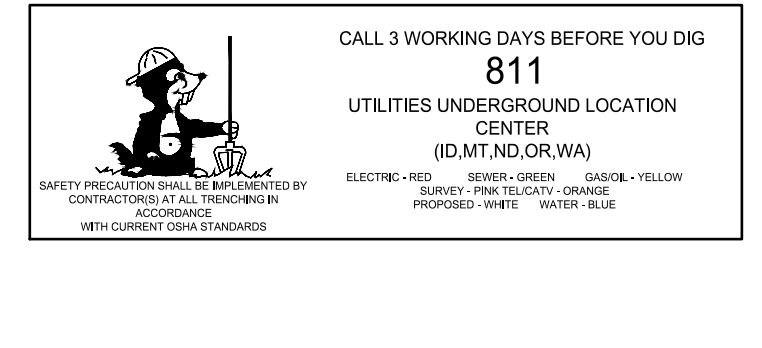 CALL 3 WORKING DAYS BEFORE YOU DIG
811
UTILITIES UNDERGROUND LOCATION
CENTER
(ID,MT,ND,OR,WA)
ELECTRIC - RED SEWER - GREEN GAS/OIL - YELLOW
SURVEY - PINK TEL/CATV - ORANGE
PROPOSED - WHITE WATER - BLUE
SAFETY PRECAUTION SHALL BE IMPLEMENTED BY
CONTRACTOR(S) AT ALL TRENCHING IN
ACCORDANCE
WITH CURRENT OSHA STANDARDS